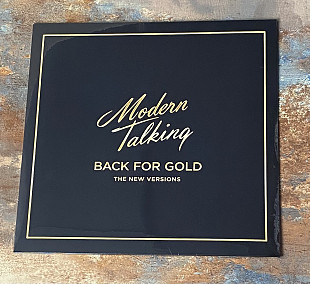 Modern
Talking
BACK FOR GOLD
THE NEW VERSIONS